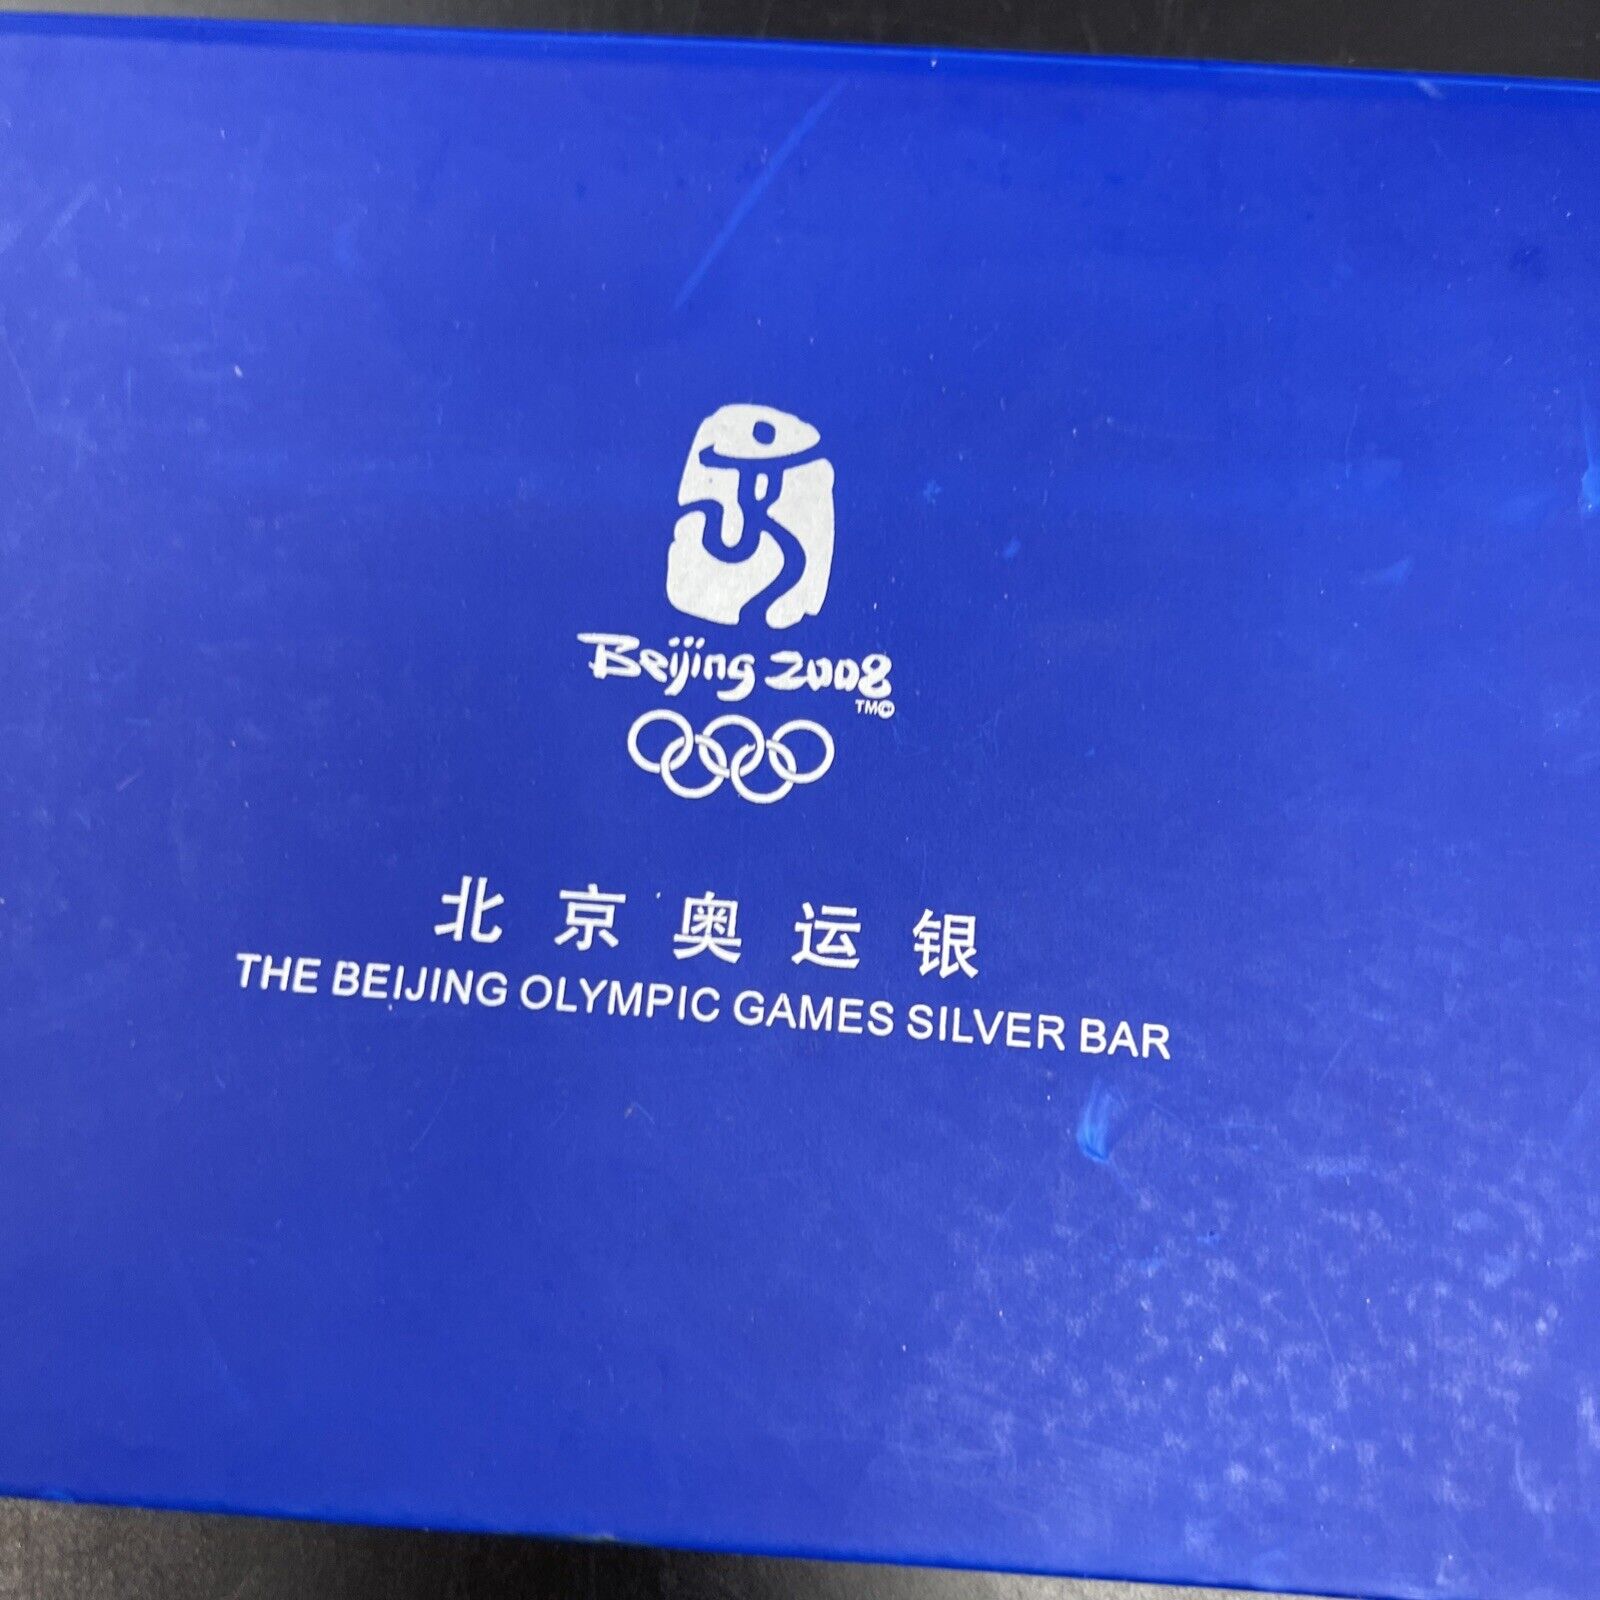 Beijing 2008
TM©
北京奥运银
THE BEIJING OLYMPIC GAMES SILVER BAR